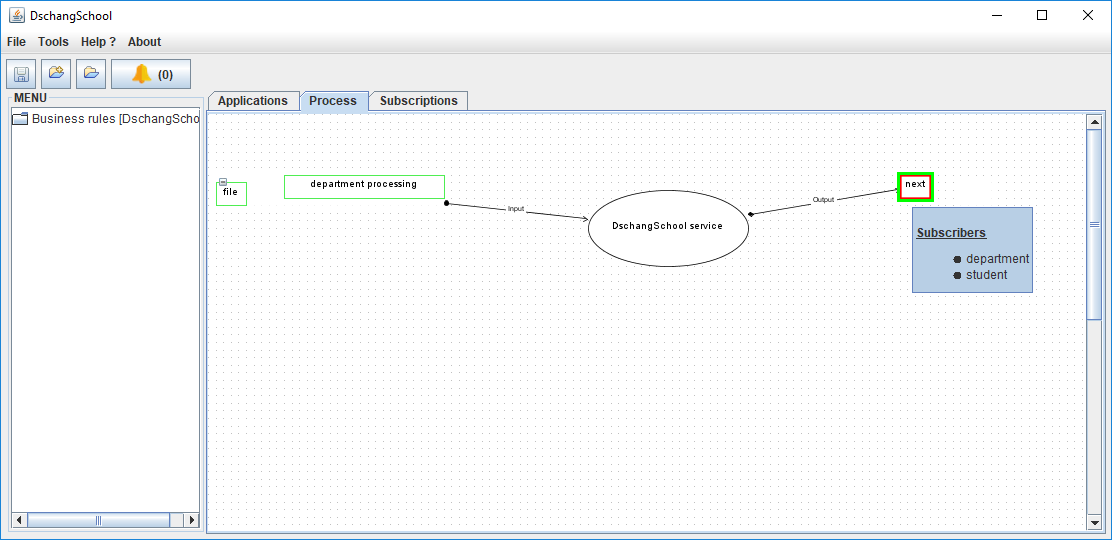 DschangSchool
File Tools Help ? About
(0)
MENU
Business rules [DschangScho
Applications Process Subscriptions
file
department processing
Input
DschangSchool service
Output
next
Subscribers
department
student